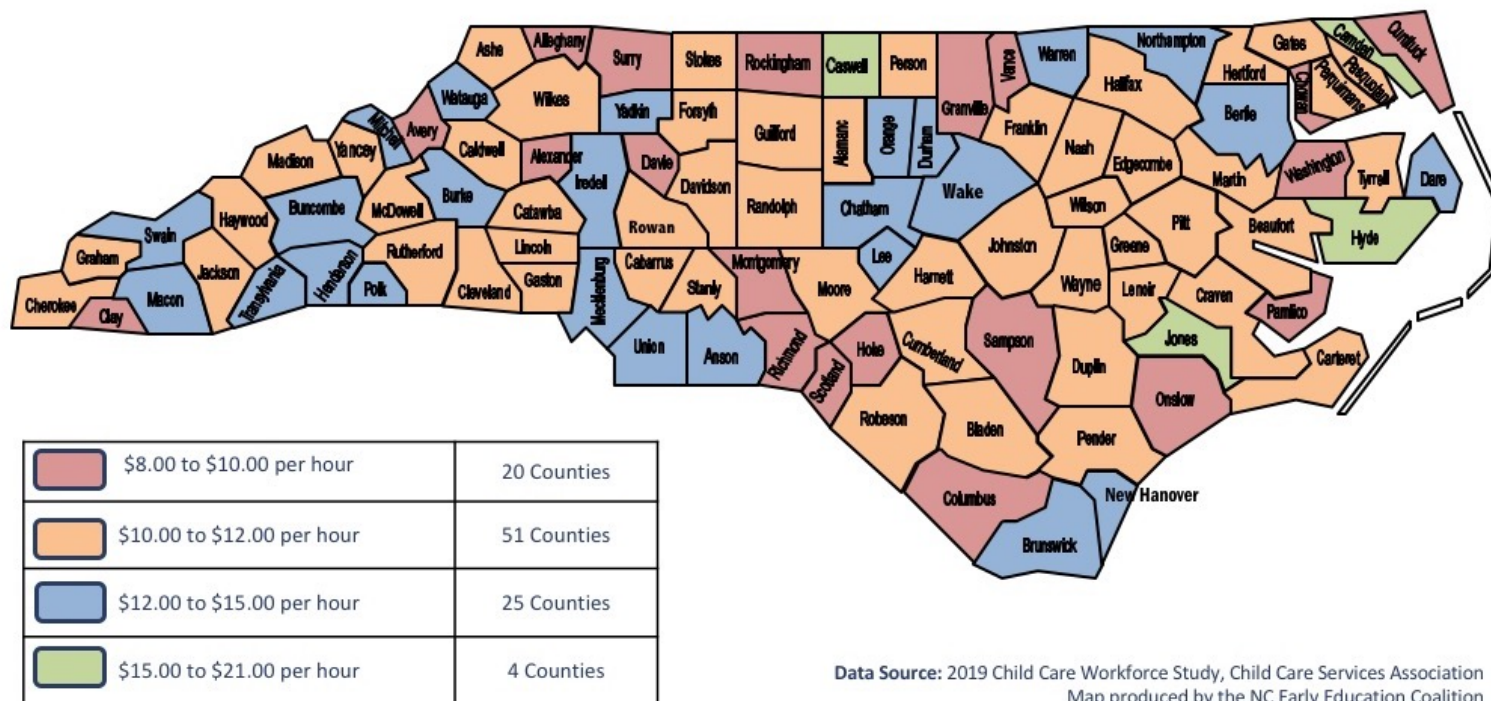 Ashe
Alleghany
Surry
Stokes
Rockingham
Caswell
Person
Granville
Vance
Warren
Northampton
Gates
Camden
Currituck
Hertford
Pasquotank
Perquimans
Chowan
Halifax
Watauga
Wilkes
Yadkin
Forsyth
Guilford
Alamanc
Orange
Durham
Franklin
Nash
Edgecombe
Bertie
Martin
Washington
Tyrrell
Dare
Mitchell
Avery
Caldwell
Alexander
Iredell
Davie
Davidson
Randolph
Chatham
Wake
Wilson
Madison
Yancey
McDowell
Burke
Catawba
Rowan
Johnston
Greene
Pitt
Beaufort
Hyde
Swain
Haywood
Buncombe
Rutherford
Lincoln
Gaston
Cleveland
Cabarrus
Stanly
Montgomery
Moore
Lee
Harnett
Wayne
Lenoir
Craven
Pamlico
Graham
Cherokee
Clay
Macon
Jackson
Transylvania
Henderson
Polk
Mecklenburg
Union
Anson
Richmond
Scotland
Hoke
Cumberland
Sampson
Duplin
Jones
Onslow
Carteret
Robeson
Bladen
Pender
Columbus
Brunswick
New Hanover
$8.00 to $10.00 per hour 20 Counties
$10.00 to $12.00 per hour 51 Counties
$12.00 to $15.00 per hour 25 Counties
$15.00 to $21.00 per hour 4 Counties
Data Source: 2019 Child Care Workforce Study, Child Care Services Association
Map produced by the NC Early Education Coalition